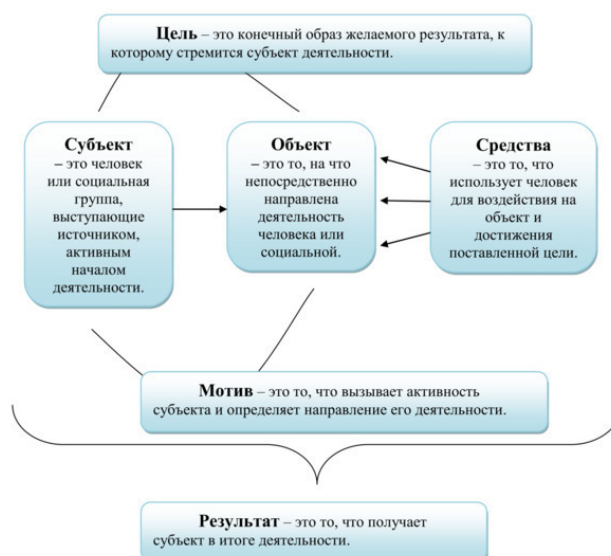 Цель – это конечный образ желаемого результата, к
которому стремится субъект деятельности.
Субъект
– это человек
или социальная
группа,
выступающие
источником,
активным
началом
деятельности.
Объект
– это то, на что
непосредственно
направлена
деятельность
человека или
социальной.
Средства
– это то, что
использует человек
для воздействия на
объект и
достижения
поставленной цели.
Мотив – это то, что вызывает активность
субъекта и определяет направление его деятельности.
Результат – это то, что получает
субъект в итоге деятельности.